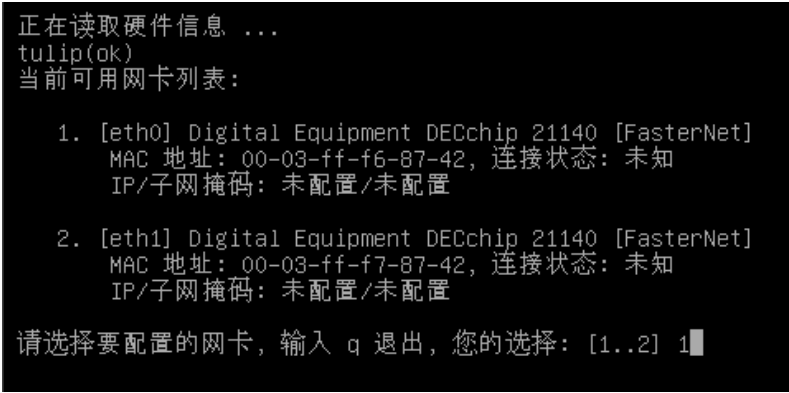 正在读取硬件信息 ...
tulip(ok)
当前可用网卡列表：
1. [eth0] Digital Equipment DECchip 21140 [FasterNet]
MAC 地址: 00-03-ff-f6-87-42, 连接状态: 未知
IP/子网掩码: 未配置/未配置
2. [eth1] Digital Equipment DECchip 21140 [FasterNet]
MAC 地址: 00-03-ff-f7-87-42, 连接状态: 未知
IP/子网掩码: 未配置/未配置
请选择要配置的网卡, 输入 q 退出, 您的选择: [1..2] 1